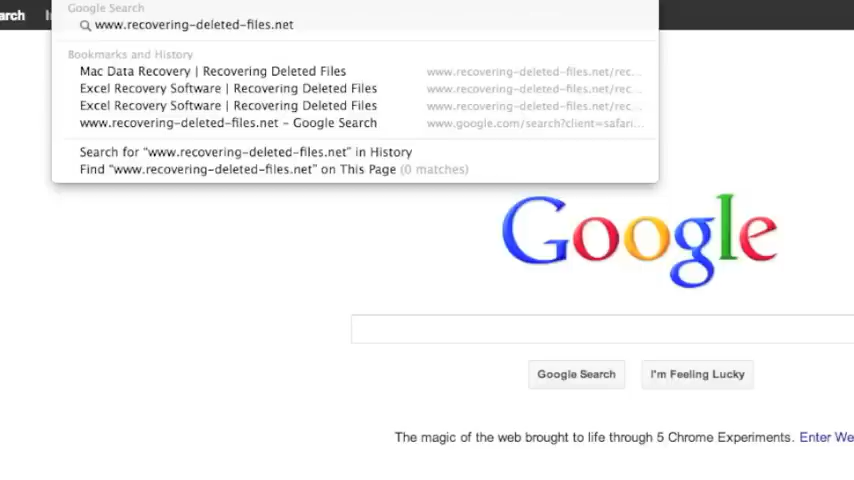 arch
Google Search
www.recovering-deleted-files.net
Bookmarks and History
Mac Data Recovery | Recovering Deleted Files www.recovering-deleted-files.net/rec...
Excel Recovery Software | Recovering Deleted Files www.recovering-deleted-files.net/rec...
Excel Recovery Software | Recovering Deleted Files www.recovering-deleted-files.net/rec...
www.recovering-deleted-files.net - Google Search www.google.com/search?client=safari...
Search for “www.recovering-deleted-files.net” in History
Find “www.recovering-deleted-files.net” on This Page (0 matches)
Google
Google Search I'm Feeling Lucky
The magic of the web brought to life through 5 Chrome Experiments. Enter We